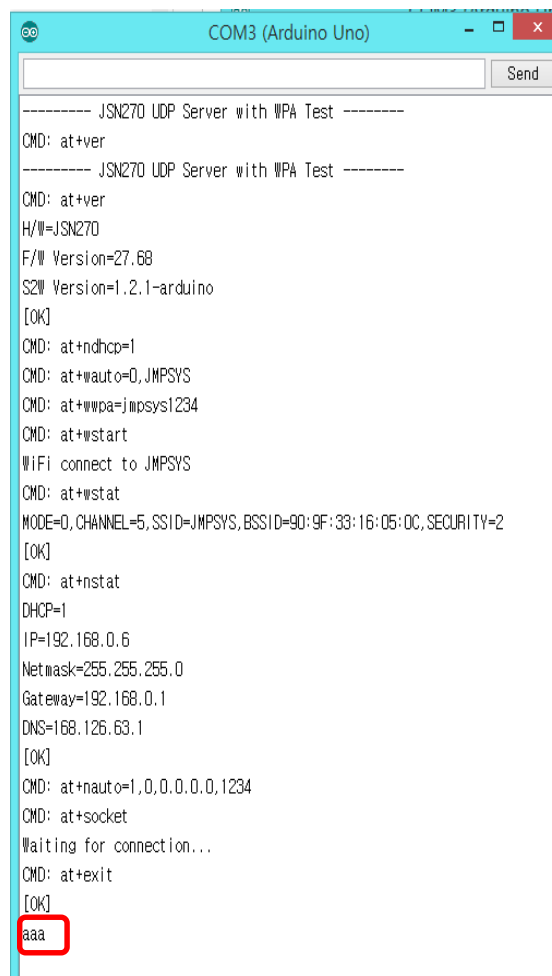 COM3 (Arduino Uno)
Send
--------- JSN270 UDP Server with WPA Test --------
CMD: at+ver
--------- JSN270 UDP Server with WPA Test --------
CMD: at+ver
H/W=JSN270
F/W Version=27.68
S2W Version=1.2.1-arduino
[OK]
CMD: at+ndhcp=1
CMD: at+wauto=0,JMPSYS
CMD: at+wwpa=jmpsys1234
CMD: at+wstart
WiFi connect to JMPSYS
CMD: at+wstat
MODE=0,CHANNEL=5,SSID=JMPSYS,BSSID=90:9F:33:16:05:0C,SECURITY=2
[OK]
CMD: at+nstat
DHCP=1
IP=192.168.0.6
Netmask=255.255.255.0
Gateway=192.168.0.1
DNS=168.126.63.1
[OK]
CMD: at+nauto=1,0,0.0.0.0,1234
CMD: at+socket
Waiting for connection...
CMD: at+exit
[OK]
aaa